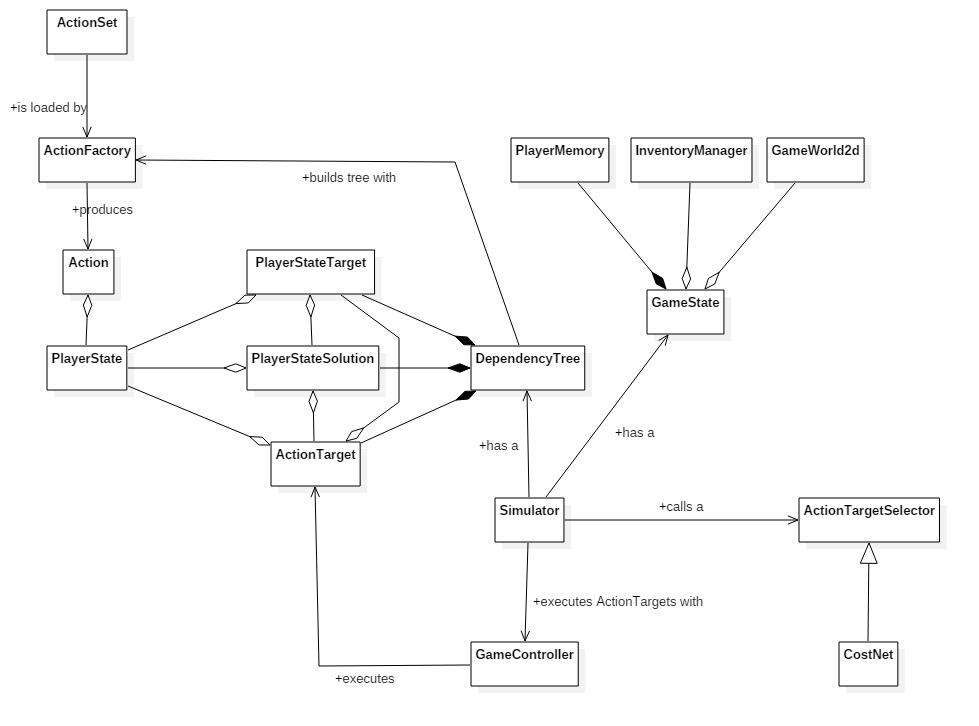 ActionSet
+is loaded by
ActionFactory
PlayerMemory
InventoryManager
GameWorld2d
+builds tree with
+produces
Action
PlayerStateTarget
GameState
PlayerState
PlayerStateSolution
DependencyTree
+has a
+has a
ActionTarget
Simulator
+calls a
ActionTargetSelector
+executes ActionTargets with
GameController
CostNet
+executes